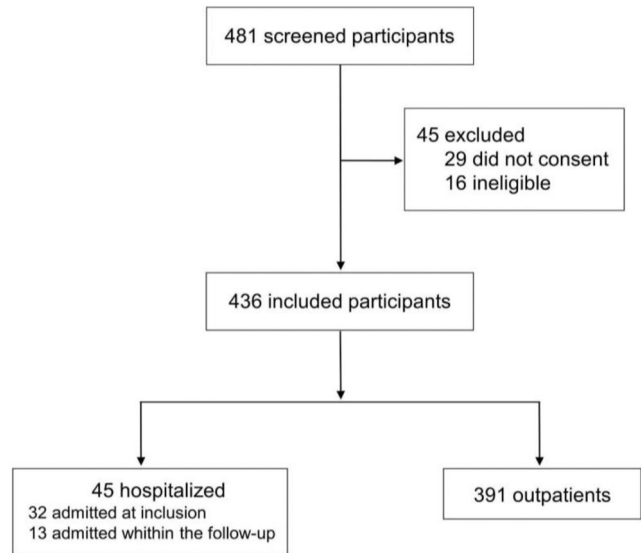 481 screened participants
45 excluded
29 did not consent
16 ineligible
436 included participants
45 hospitalized
32 admitted at inclusion
13 admitted whithin the follow-up
391 outpatients